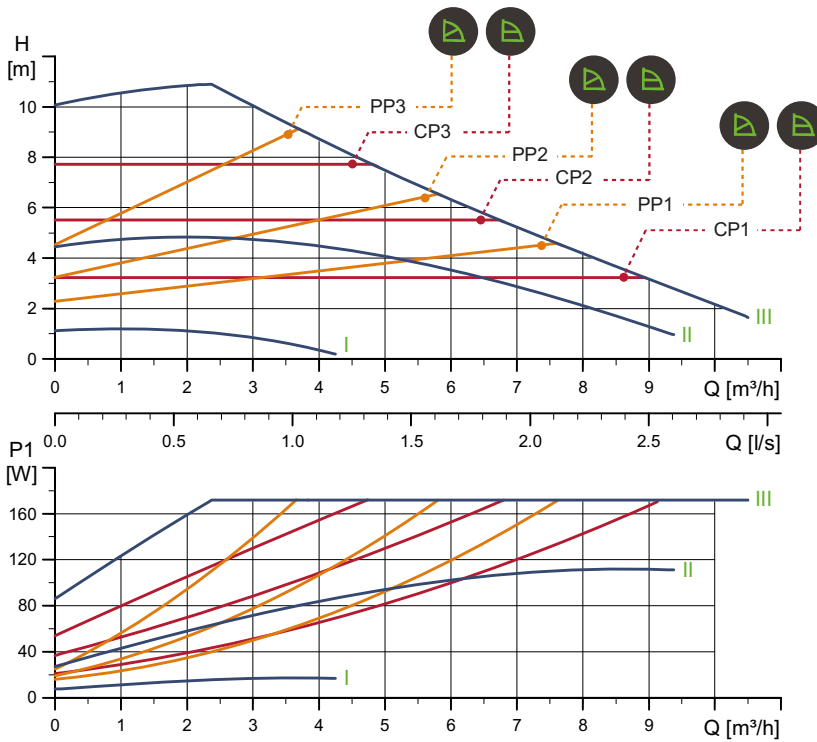 H
[m]
10
8
6
4
2
0
PP3
CP3
PP2
CP2
PP1
CP1
I
II
III
0 1 2 3 4 5 6 7 8 9 Q [m³/h]
0.0 0.5 1.0 1.5 2.0 2.5 Q [l/s]
P1
[W]
160
120
80
40
0
III
II
I
0 1 2 3 4 5 6 7 8 9 Q [m³/h]